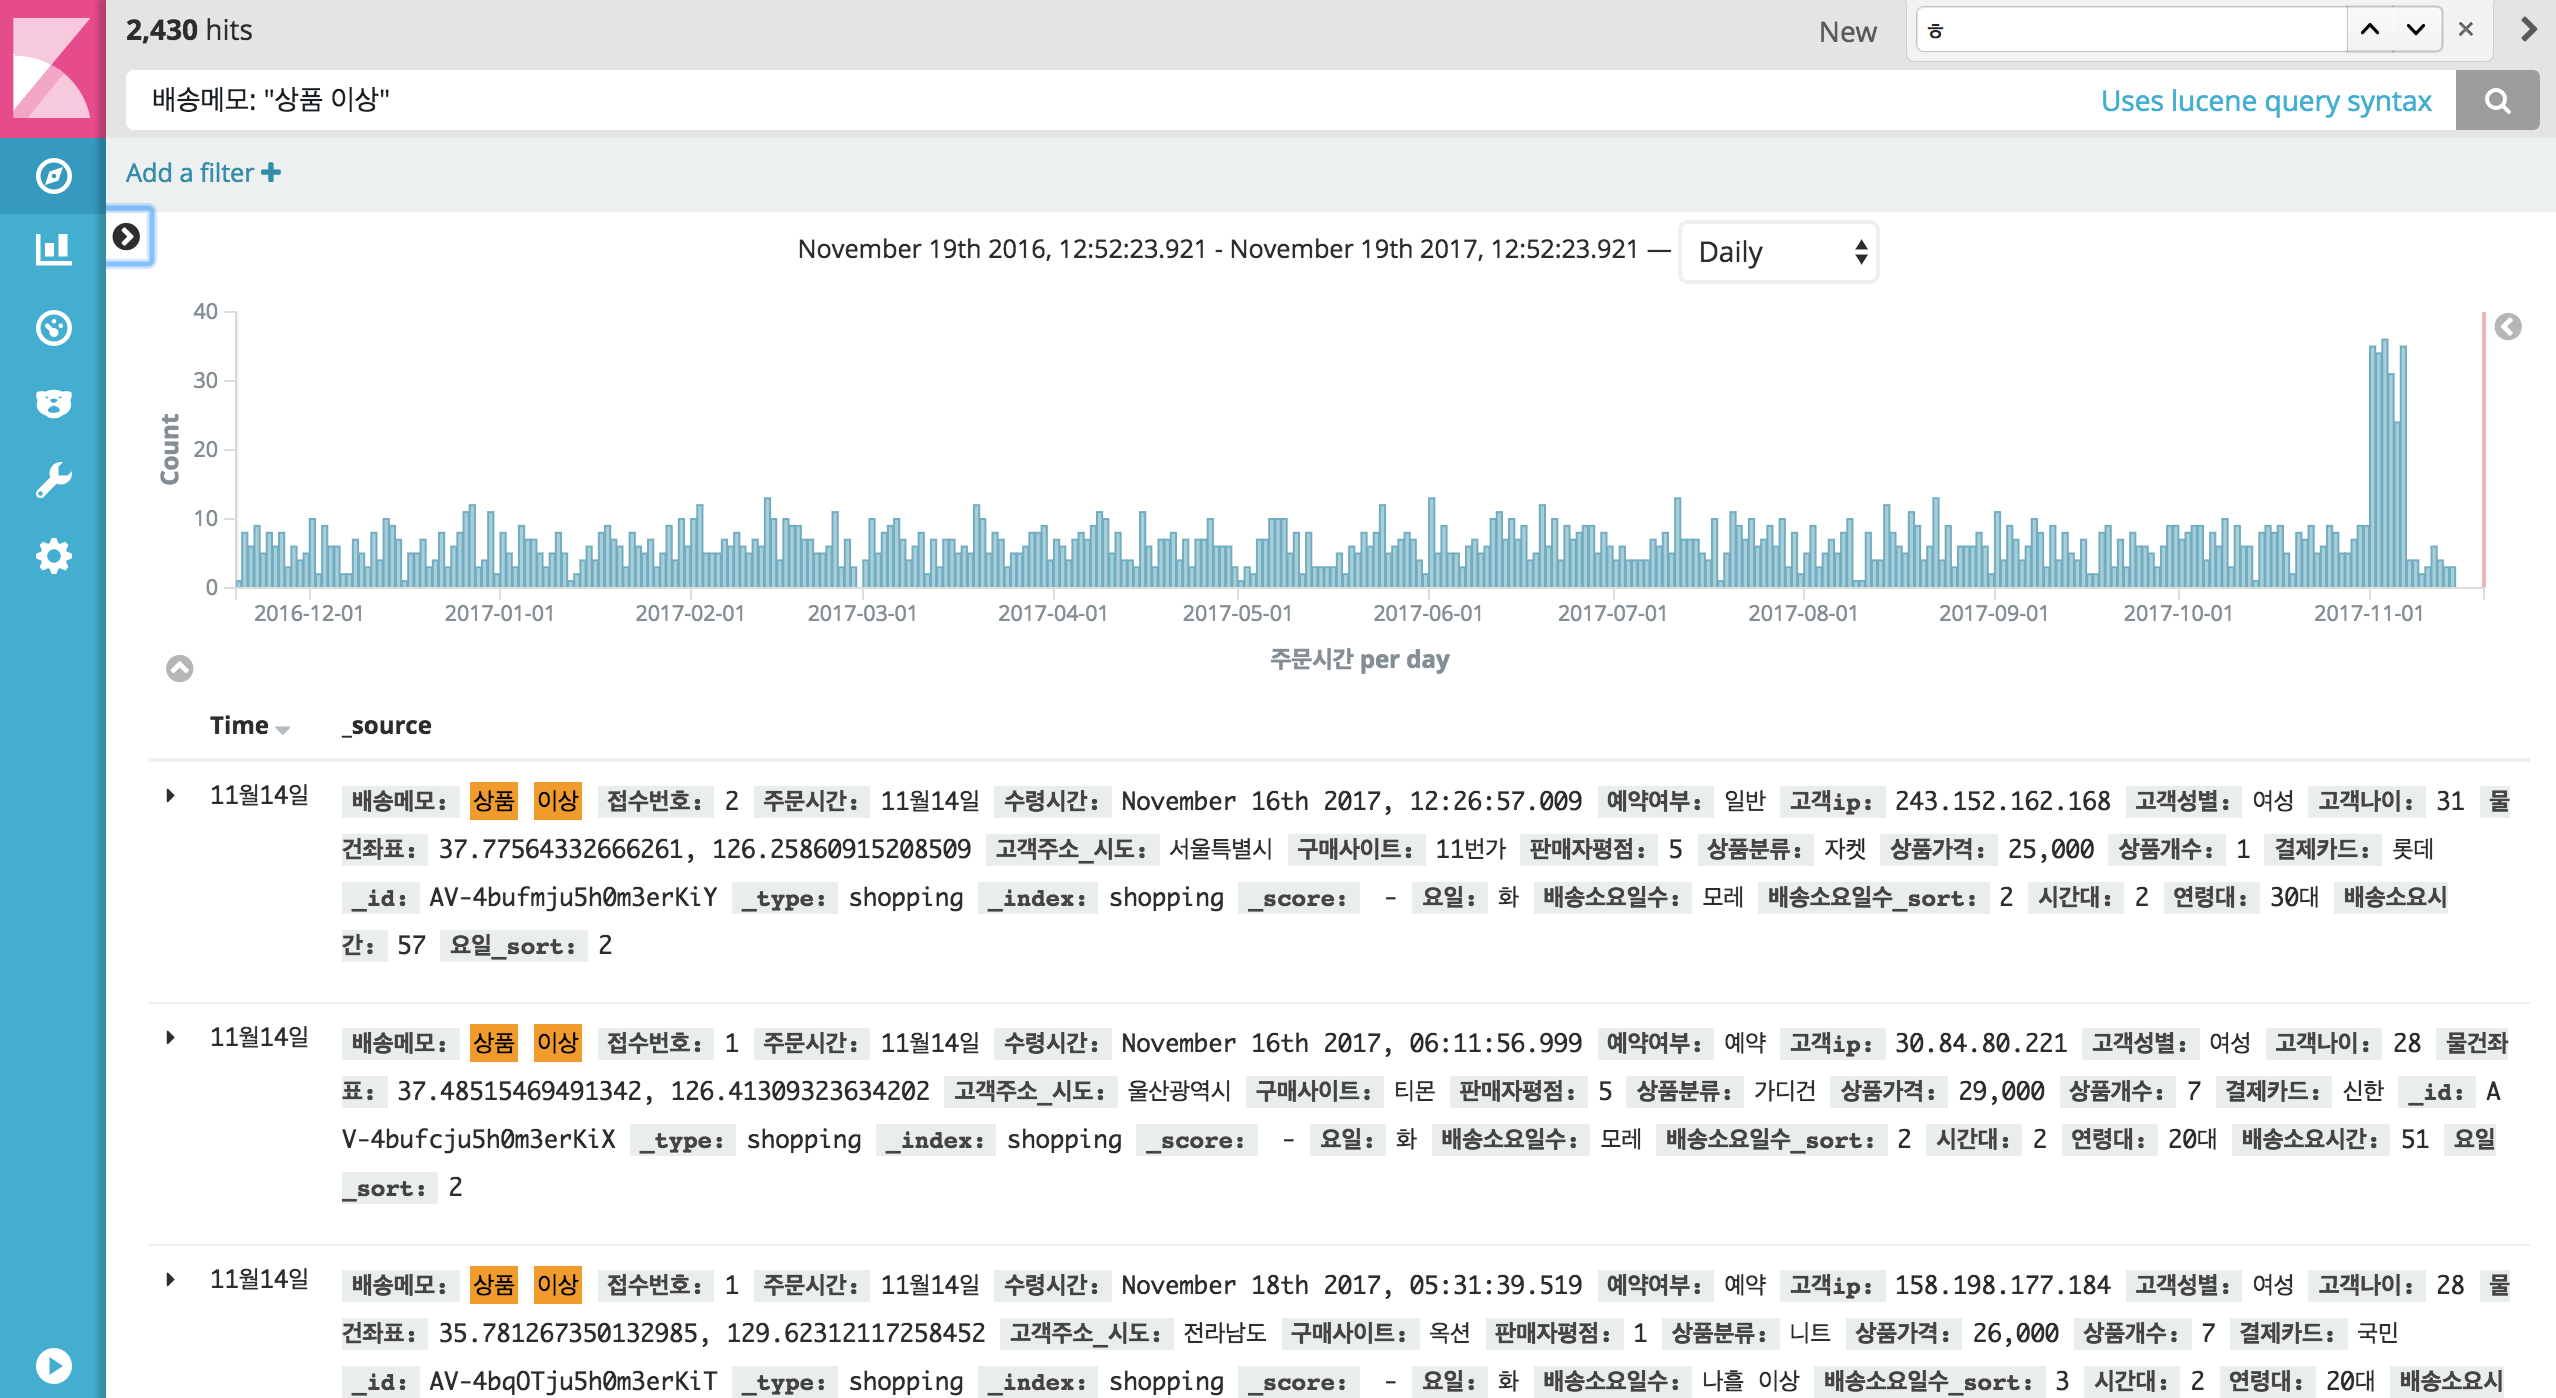 2,430 hits
New
ㅎ
배송메모: "상품 이상"
Uses lucene query syntax
Add a filter
November 19th 2016, 12:52:23.921 - November 19th 2017, 12:52:23.921 —
Daily
40
30
20
10
0
Count
2016-12-01 2017-01-01 2017-02-01 2017-03-01 2017-04-01 2017-05-01 2017-06-01 2017-07-01 2017-08-01 2017-09-01 2017-10-01 2017-11-01
주문시간 per day
Time _source
11월14일 배송메모: 상품 이상 접수번호: 2 주문시간: 11월14일 수령시간: November 16th 2017, 12:26:57.009 예약여부: 일반 고객ip: 243.152.162.168 고객성별: 여성 고객나이: 31 물
건좌표: 37.77564332666261, 126.25860915208509 고객주소_시도: 서울특별시 구매사이트: 11번가 판매자평점: 5 상품분류: 자켓 상품가격: 25,000 상품개수: 1 결제카드: 롯데
_id: AV-4bufmju5h0m3erKiY _type: shopping _index: shopping _score: - 요일: 화 배송소요일수: 모레 배송소요일수_sort: 2 시간대: 2 연령대: 30대 배송소요시
간: 57 요일_sort: 2
11월14일 배송메모: 상품 이상 접수번호: 1 주문시간: 11월14일 수령시간: November 16th 2017, 06:11:56.999 예약여부: 예약 고객ip: 30.84.80.221 고객성별: 여성 고객나이: 28 물건좌
표: 37.48515469491342, 126.41309323634202 고객주소_시도: 울산광역시 구매사이트: 티몬 판매자평점: 5 상품분류: 가디건 상품가격: 29,000 상품개수: 7 결제카드: 신한 _id: A
V-4bufcju5h0m3erKiX _type: shopping _index: shopping _score: - 요일: 화 배송소요일수: 모레 배송소요일수_sort: 2 시간대: 2 연령대: 20대 배송소요시간: 51 요일
_sort: 2
11월14일 배송메모: 상품 이상 접수번호: 1 주문시간: 11월14일 수령시간: November 18th 2017, 05:31:39.519 예약여부: 예약 고객ip: 158.198.177.184 고객성별: 여성 고객나이: 28 물
건좌표: 35.781267350132985, 129.62312117258452 고객주소_시도: 전라남도 구매사이트: 옥션 판매자평점: 1 상품분류: 니트 상품가격: 26,000 상품개수: 7 결제카드: 국민
_id: AV-4bqOTju5h0m3erKiT _type: shopping _index: shopping _score: - 요일: 화 배송소요일수: 나흘 이상 배송소요일수_sort: 3 시간대: 2 연령대: 20대 배송소요시